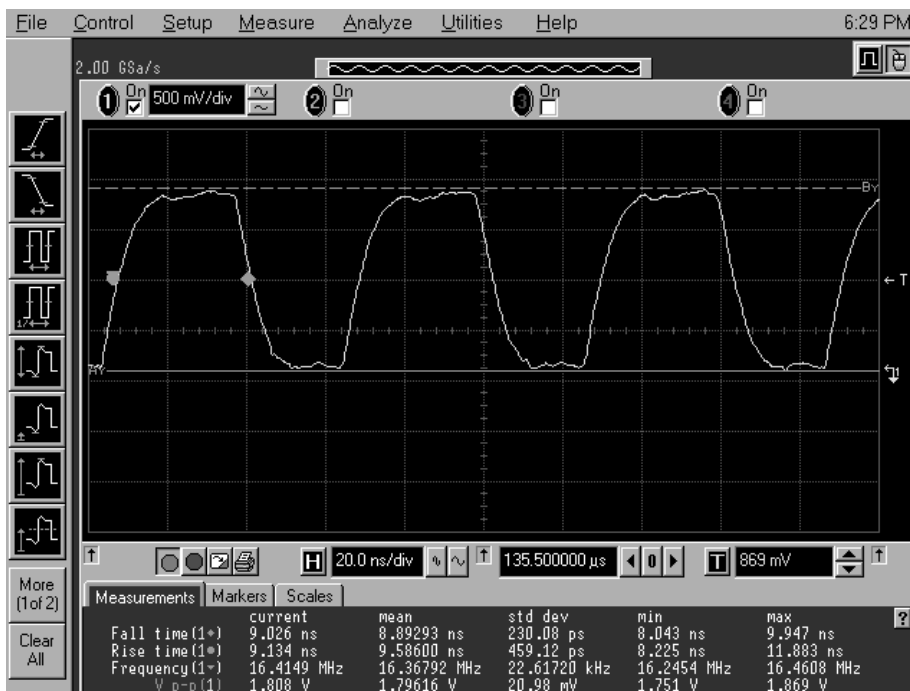 File Control Setup Measure Analyze Utilities Help 6:29 PM
2.00 GSa/s
1 On 500 mV/div 2 On 3 On 4 On
By
T
Ay
H 20.0 ns/div 0 135.500000 µs T 869 mV
More
(1of 2)
Clear
All
Measurements Markers Scales ?
current mean std dev min max
Fall time(1◆) 9.026 ns 8.89293 ns 230.08 ps 8.043 ns 9.947 ns
Rise time(1●) 9.134 ns 9.58600 ns 459.12 ps 8.225 ns 11.883 ns
Frequency(1▾) 16.4149 MHz 16.36792 MHz 22.61720 kHz 16.2454 MHz 16.4608 MHz
V p-p(1) 1.808 V 1.79616 V 20.98 mV 1.751 V 1.869 V